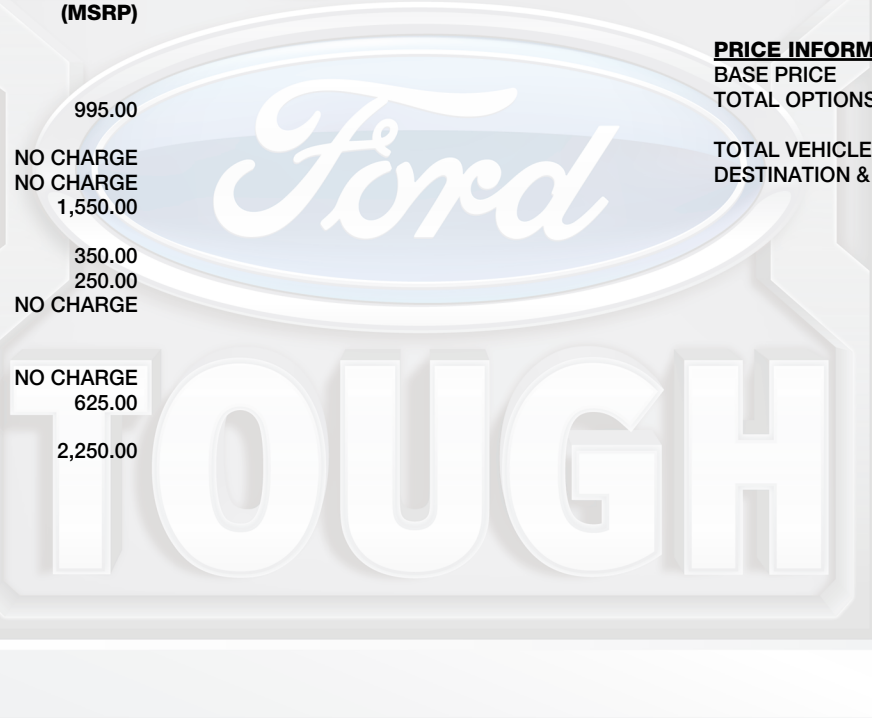 (MSRP)
995.00
NO CHARGE
NO CHARGE
1,550.00
350.00
250.00
NO CHARGE
NO CHARGE
625.00
2,250.00
PRICE INFORM
BASE PRICE
TOTAL OPTIONS
TOTAL VEHICLE
DESTINATION &
Ford
TOUGH